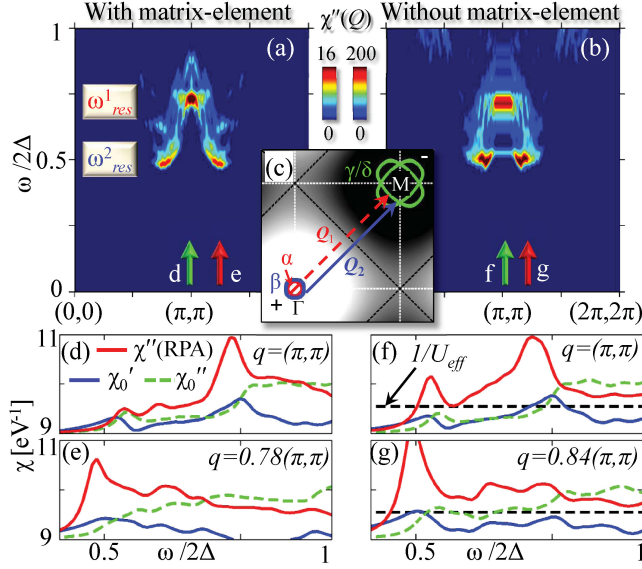 With matrix-element
χ''(Q)
Without matrix-element
1
(a)
(b)
16
200
ω¹res
0
0
ω/2Δ
0.5
ω²res
(c)
γ/δ
-
M
Q₁
Q₂
α
β
+
Γ
d
e
f
g
0
(0,0)
(π,π)
(π,π)
(2π,2π)
(d)
χ''(RPA)
q=(π,π)
χ₀'
χ₀''
(f)
1/Ueff
q=(π,π)
χ [eV⁻¹]
9
11
9
11
(e)
q=0.78(π,π)
(g)
q=0.84(π,π)
9
0.5
ω/2Δ
1
9
0.5
ω/2Δ
1